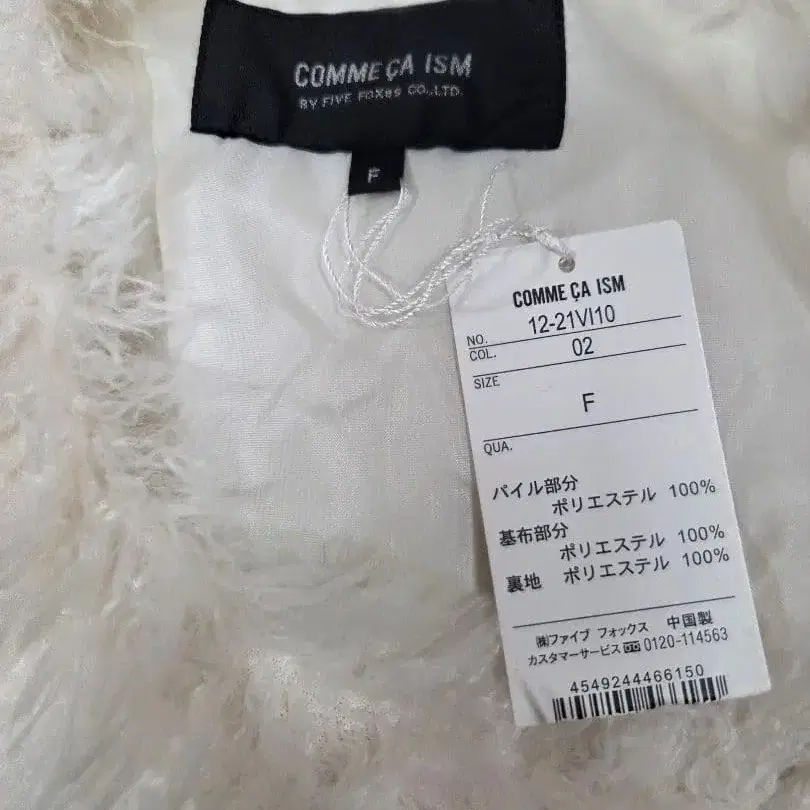 COMME ÇA ISM
BY FIVE FOXes CO.,LTD.
F
COMME ÇA ISM
NO. 12-21VI10
COL. 02
SIZE
F
QUA.
パイル部分
ポリエステル 100%
基布部分
ポリエステル 100%
裏地 ポリエステル 100%
㈱ファイブ フォックス 中国製
カスタマーサービス 0120-114563
4549244466150